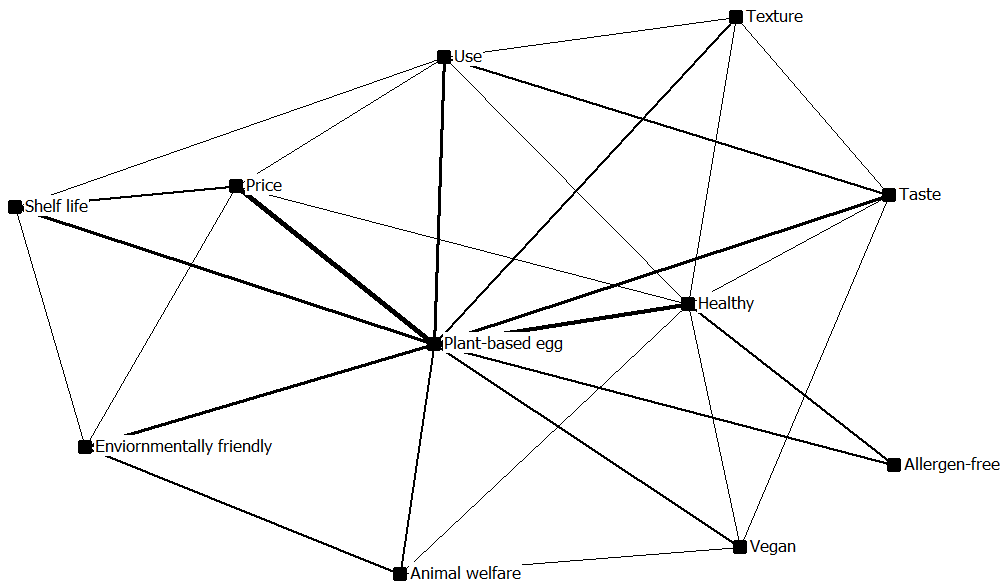 Texture
Use
Price
Shelf life
Taste
Healthy
Plant-based egg
Enviornmentally friendly
Allergen-free
Vegan
Animal welfare